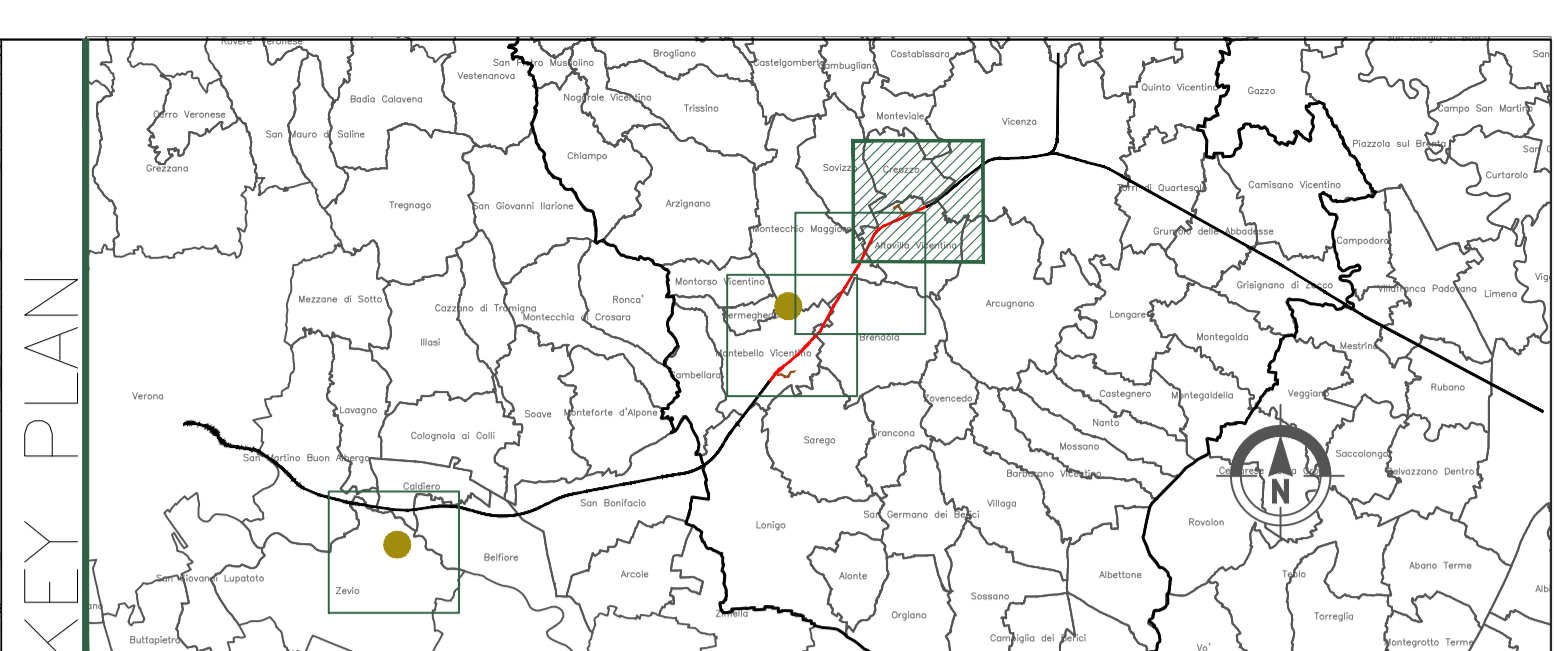 KEY PLAN
Rovere' Veronese
San Pietro Mussolino
Brogliano
Castelgomberto
Gambugliano
Costabissara
San
Vestenanova
Badia Calavena
Nogarole Vicentino
Trissino
Quinto Vicentino
Gazzo
Campo San Martino
Cerro Veronese
San Mauro di Saline
Monteviale
Vicenza
Piazzola sul Brenta
San G
Grezzana
Chiampo
Sovizzo
Creazzo
Curtarolo
Torri di Quartesolo
Camisano Vicentino
Tregnago
San Giovanni Ilarione
Arzignano
Montecchio Maggiore
Altavilla Vicentina
Grumolo delle Abbadesse
Campodoro
Mezzane di Sotto
Cazzano di Tramigna
Ronca'
Montorso Vicentino
Arcugnano
Grisignano di Zocco
Villafranca Padovana
Limena
Montecchia di Crosara
Zermeghedo
Longare
Illasi
Montebello Vicentino
Brendola
Montegalda
Mestrino
Gambellara
Verona
Lavagno
Soave
Monteforte d'Alpone
Zovencedo
Castegnero
Montegaldella
Veggiano
Rubano
Nanto
Colognola ai Colli
Sarego
Grancona
Mossano
Saccolongo
San Martino Buon Albergo
Barbarano Vicentino
Selvazzano Dentro
Caldiero
San Bonifacio
Villaga
N
Lonigo
San Germano dei Berici
Rovolon
Belfiore
San Giovanni Lupatoto
Zevio
Arcole
Alonte
Sossano
Albettone
Teolo
Abano Terme
Orgiano
Torreglia
Zimella
Buttapietra
Campiglia dei Berici
Vo'
Montegrotto Terme